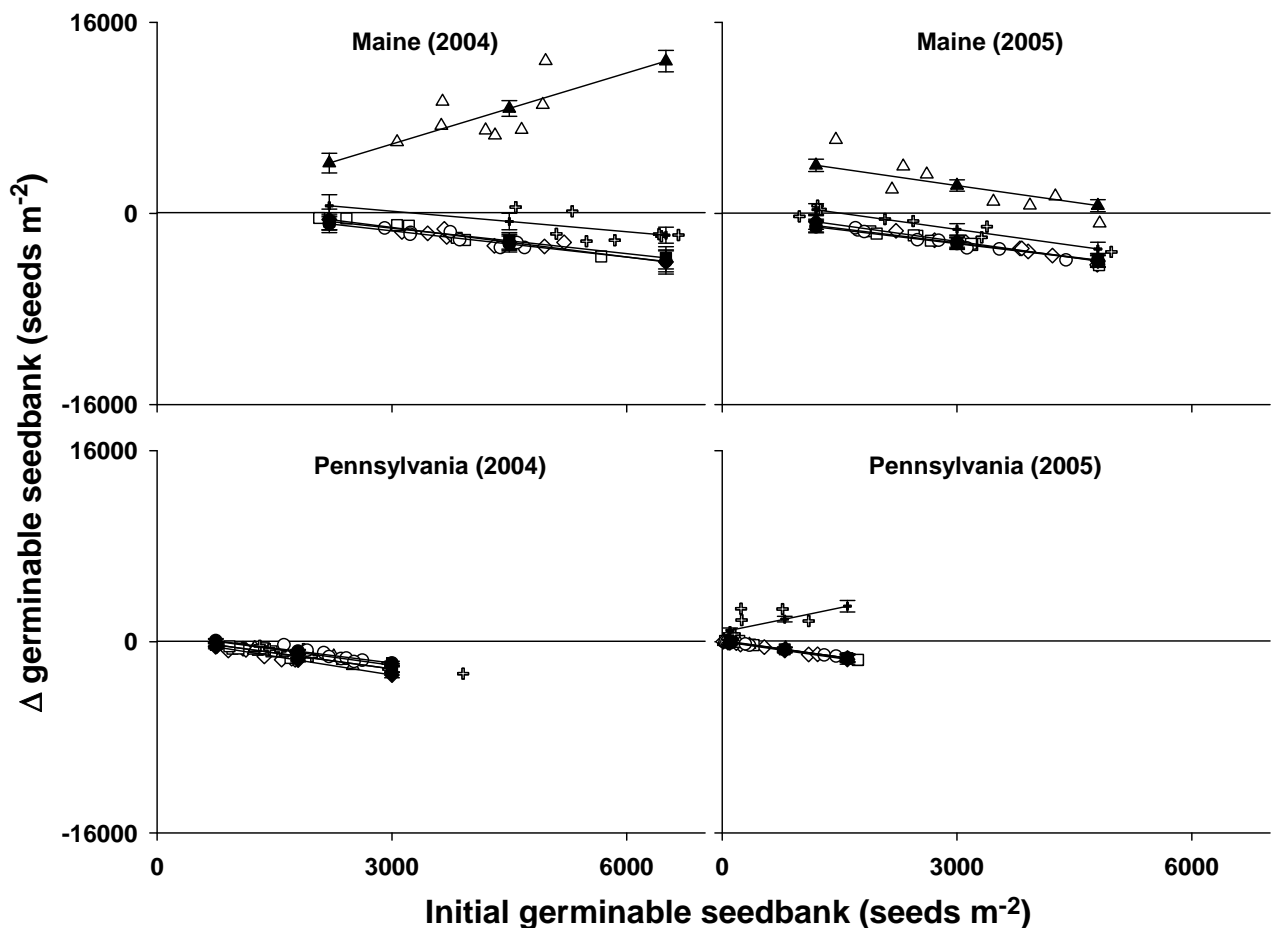 16000
Maine (2004)
Maine (2005)
0
-16000
16000
Pennsylvania (2004)
Pennsylvania (2005)
0
-16000
0
3000
6000
0
3000
6000
Δ germinable seedbank (seeds m-2)
Initial germinable seedbank (seeds m-2)